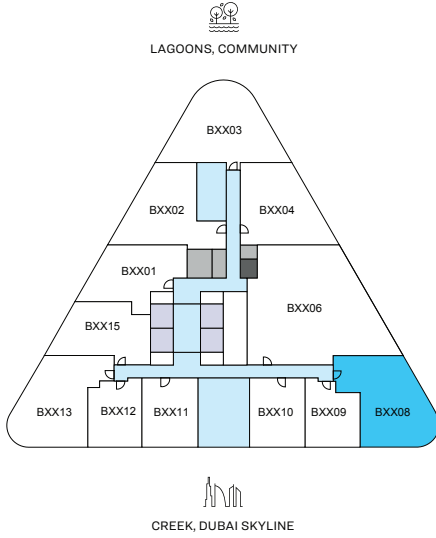 LAGOONS, COMMUNITY
BXX03
BXX02
BXX04
BXX01
BXX06
BXX15
BXX13
BXX12
BXX11
BXX10
BXX09
BXX08
CREEK, DUBAI SKYLINE